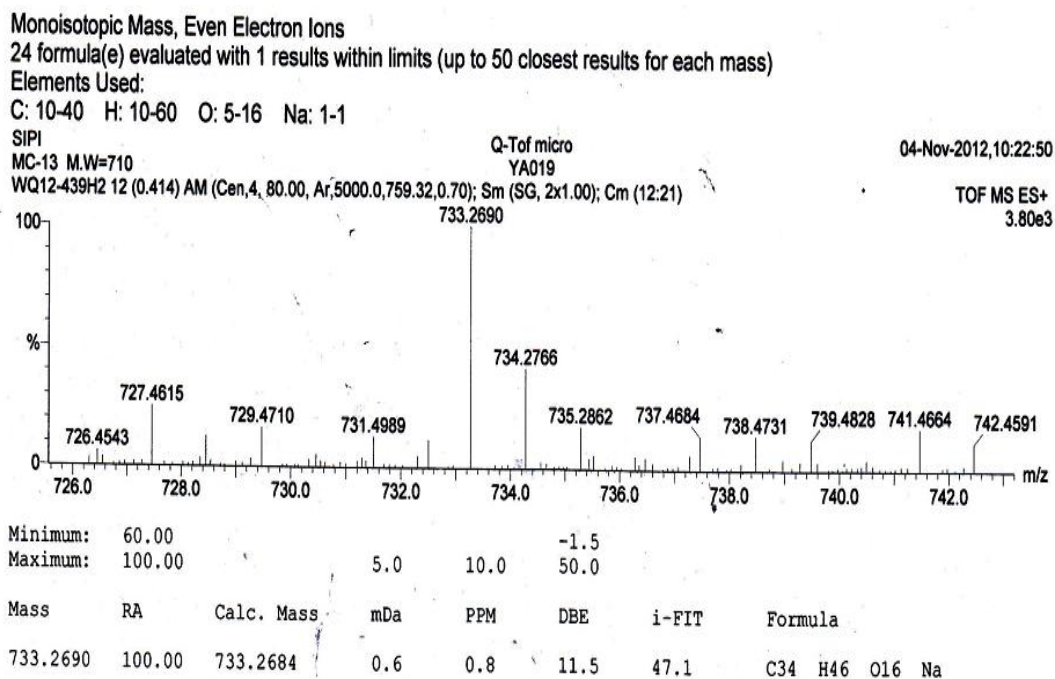 Monoisotopic Mass, Even Electron Ions
24 formula(e) evaluated with 1 results within limits (up to 50 closest results for each mass)
Elements Used:
C: 10-40 H: 10-60 O: 5-16 Na: 1-1
SIPI Q-Tof micro 04-Nov-2012,10:22:50
MC-13 M.W=710 YA019
WQ12-439H2 12 (0.414) AM (Cen,4, 80.00, Ar,5000.0,759.32,0.70); Sm (SG, 2x1.00); Cm (12:21) TOF MS ES+
3.80e3
100 733.2690
%
734.2766
727.4615
726.4543 729.4710 731.4989 735.2862 737.4684 738.4731 739.4828 741.4664 742.4591
0
726.0 728.0 730.0 732.0 734.0 736.0 738.0 740.0 742.0 m/z
Minimum: 60.00 -1.5
Maximum: 100.00 5.0 10.0 50.0
Mass RA Calc. Mass mDa PPM DBE i-FIT Formula
733.2690 100.00 733.2684 0.6 0.8 11.5 47.1 C34 H46 O16 Na